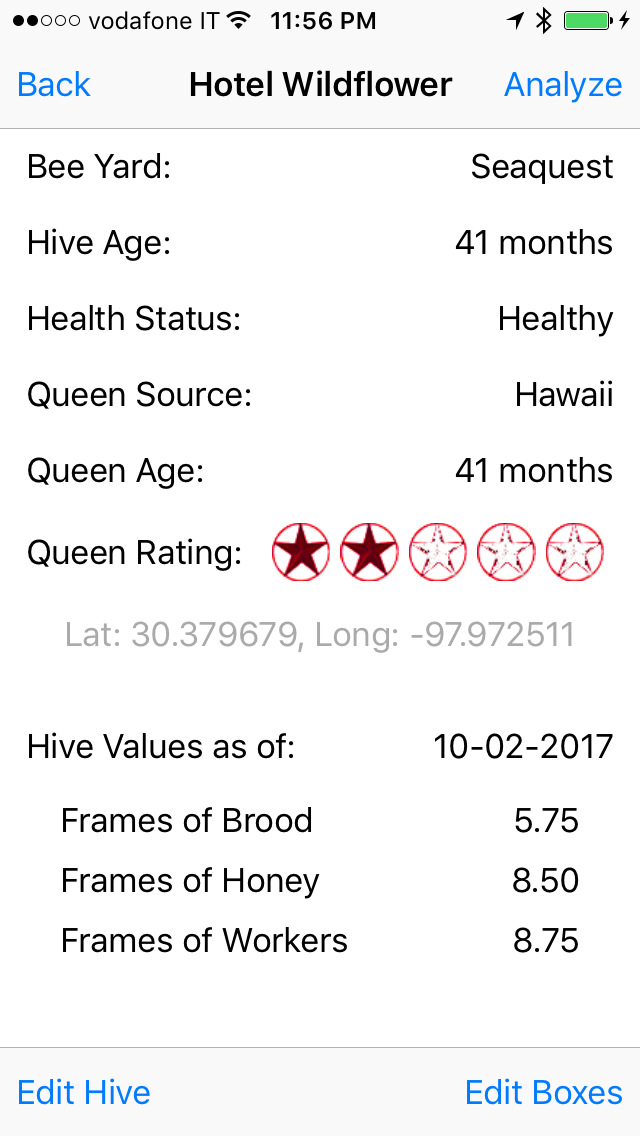 vodafone IT 11:56 PM
Back Hotel Wildflower Analyze
Bee Yard: Seaquest
Hive Age: 41 months
Health Status: Healthy
Queen Source: Hawaii
Queen Age: 41 months
Queen Rating:
Lat: 30.379679, Long: -97.972511
Hive Values as of: 10-02-2017
Frames of Brood 5.75
Frames of Honey 8.50
Frames of Workers 8.75
Edit Hive Edit Boxes